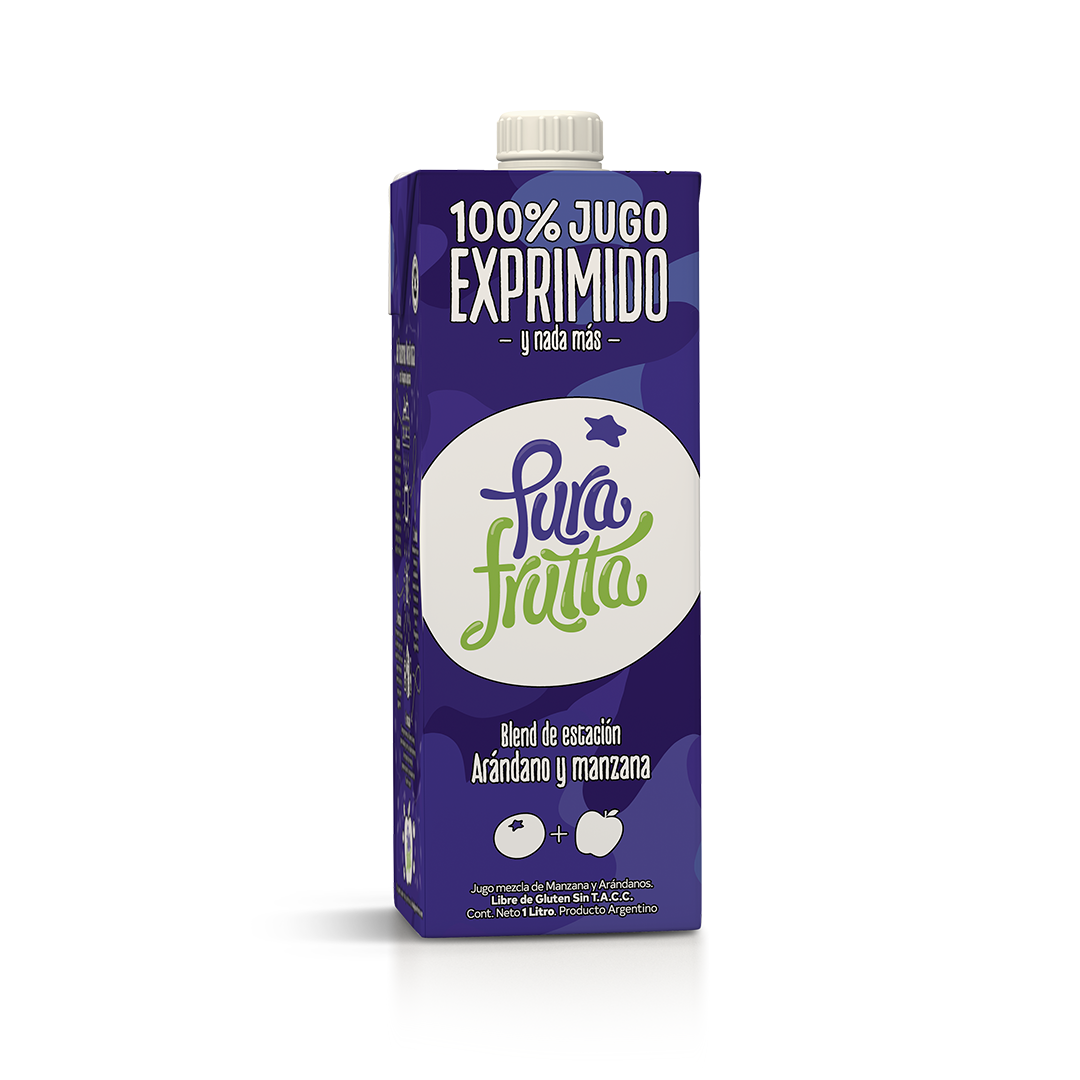 100% JUGO
EXPRIMIDO
– y nada más –
Pura
frutta
Blend de estación
Arándano y manzana
+
Jugo mezcla de Manzana y Arándanos.
Libre de Gluten Sin T.A.C.C.
Cont. Neto 1 Litro. Producto Argentino